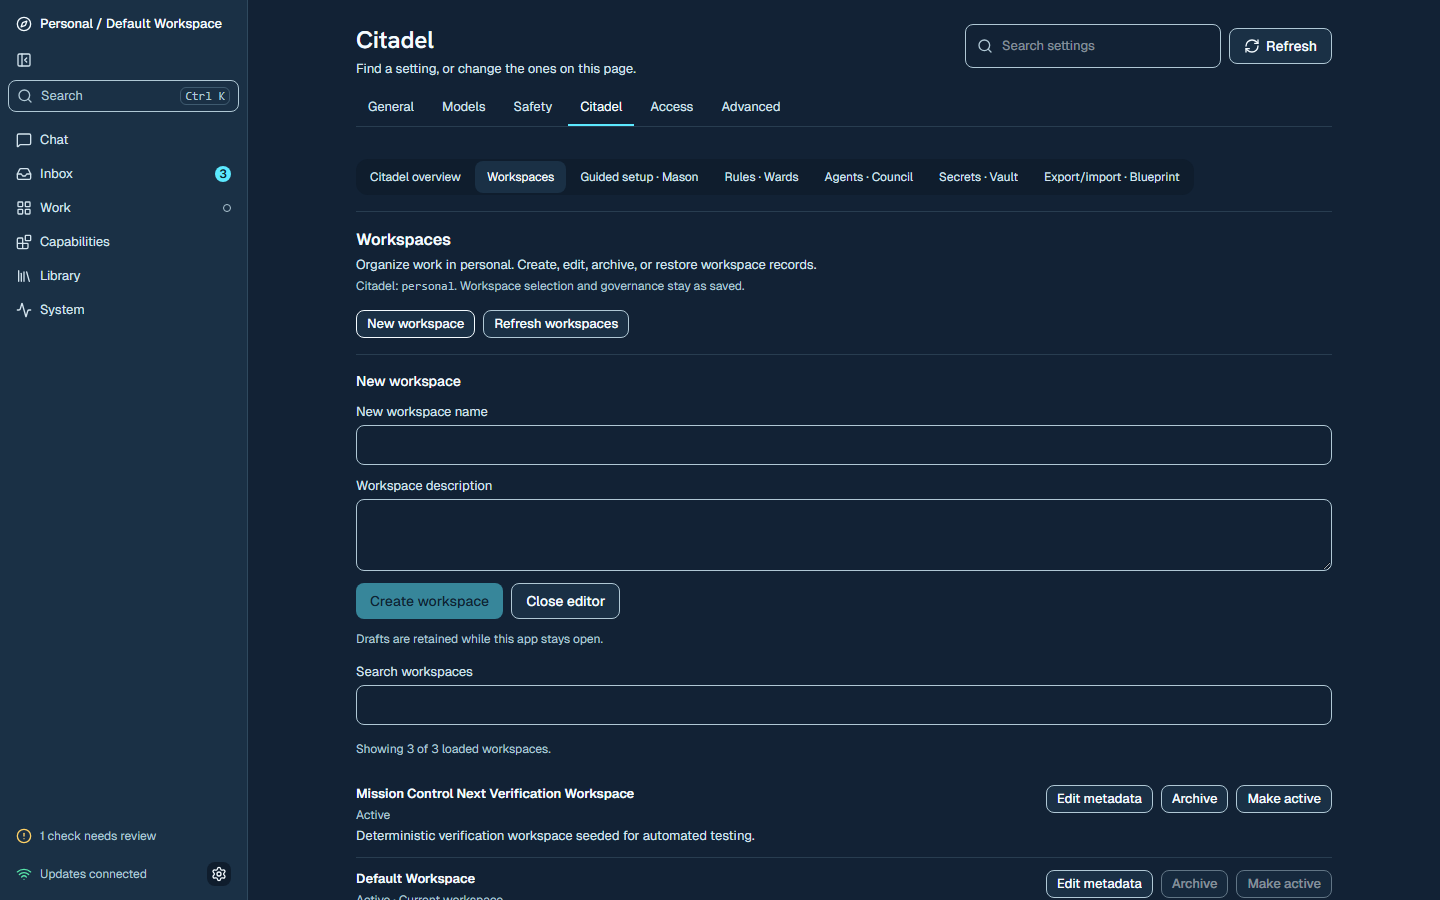 Personal / Default Workspace
Search Ctrl K
Chat
Inbox 3
Work
Capabilities
Library
System
1 check needs review
Updates connected
Citadel
Find a setting, or change the ones on this page.
Search settings
Refresh
General Models Safety Citadel Access Advanced
Citadel overview Workspaces Guided setup · Mason Rules · Wards Agents · Council Secrets · Vault Export/import · Blueprint
Workspaces
Organize work in personal. Create, edit, archive, or restore workspace records.
Citadel: personal. Workspace selection and governance stay as saved.
New workspace Refresh workspaces
New workspace
New workspace name
Workspace description
Create workspace Close editor
Drafts are retained while this app stays open.
Search workspaces
Showing 3 of 3 loaded workspaces.
Mission Control Next Verification Workspace
Active
Deterministic verification workspace seeded for automated testing.
Edit metadata Archive Make active
Default Workspace
Active · Current workspace
Edit metadata Archive Make active